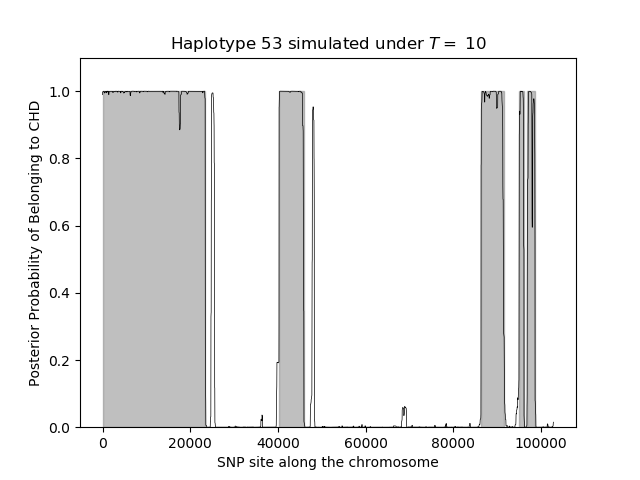 Haplotype 53 simulated under T = 10
Posterior Probability of Belonging to CHD
1.0
0.8
0.6
0.4
0.2
0.0
0 20000 40000 60000 80000 100000
SNP site along the chromosome